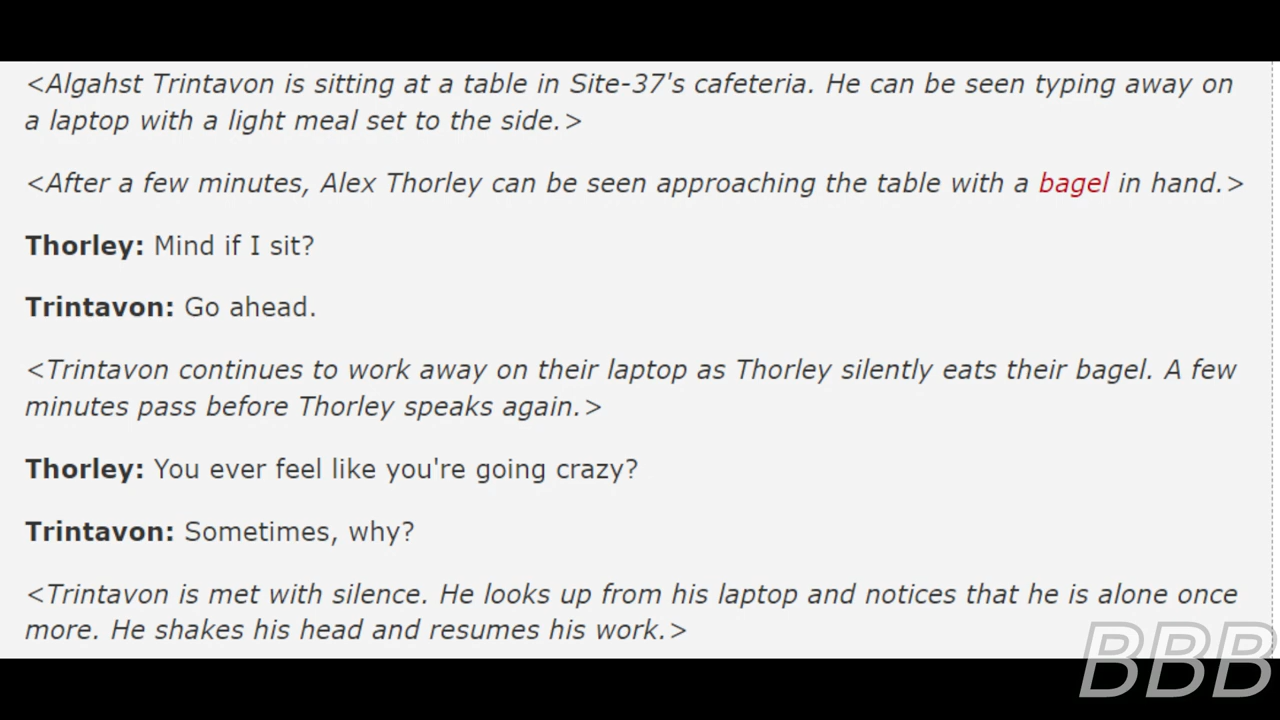 <Algahst Trintavon is sitting at a table in Site-37's cafeteria. He can be seen typing away on
a laptop with a light meal set to the side.>
<After a few minutes, Alex Thorley can be seen approaching the table with a bagel in hand.>
Thorley: Mind if I sit?
Trintavon: Go ahead.
<Trintavon continues to work away on their laptop as Thorley silently eats their bagel. A few
minutes pass before Thorley speaks again.>
Thorley: You ever feel like you're going crazy?
Trintavon: Sometimes, why?
<Trintavon is met with silence. He looks up from his laptop and notices that he is alone once
more. He shakes his head and resumes his work.>
BBB